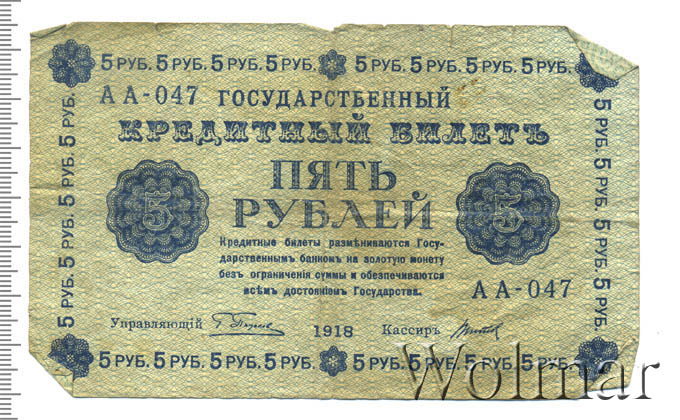 5 РУБ. 5 РУБ. 5 РУБ. 5 РУБ. 5 РУБ. 5 РУБ. 5 РУБ. 5 РУБ.
АА-047 ГОСУДАРСТВЕННЫЙ
КРЕДИТНЫЙ БИЛЕТЪ
ПЯТЬ
РУБЛЕЙ
5
5
Кредитные билеты размѣниваются Госу-
дарственнымъ банкомъ на золотую монету
безъ ограниченія суммы и обезпечиваются
всѣмъ достояніемъ Государства.
АА-047
Управляющій
1918
Кассиръ
5 РУБ. 5 РУБ. 5 РУБ. 5 РУБ. 5 РУБ. 5 РУБ. 5 РУБ. 5 РУБ.
5 РУБ. 5 РУБ. 5 РУБ. 5 РУБ. 5 РУБ.
5 РУБ. 5 РУБ. 5 РУБ. 5 РУБ.
Wolmar